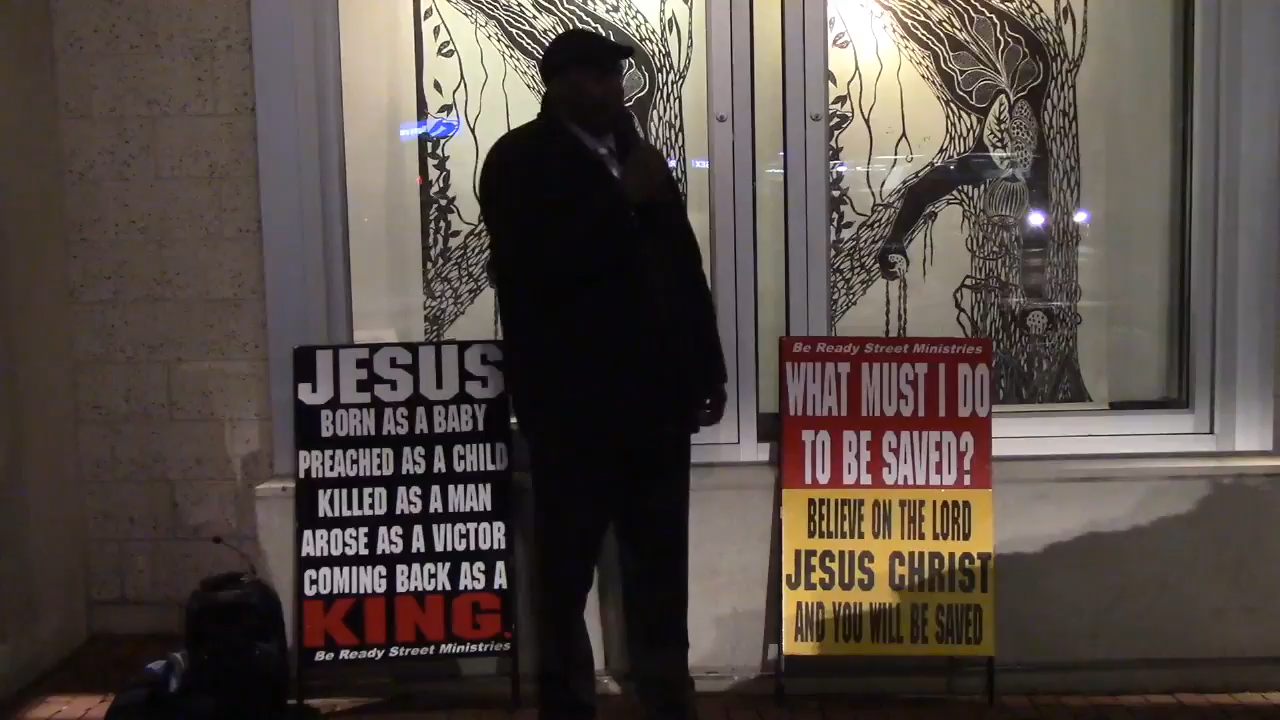 JESUS
BORN AS A BABY
PREACHED AS A CHILD
KILLED AS A MAN
AROSE AS A VICTOR
COMING BACK AS A
KING.
Be Ready Street Ministries
Be Ready Street Ministries
WHAT MUST I DO
TO BE SAVED?
BELIEVE ON THE LORD
JESUS CHRIST
AND YOU WILL BE SAVED